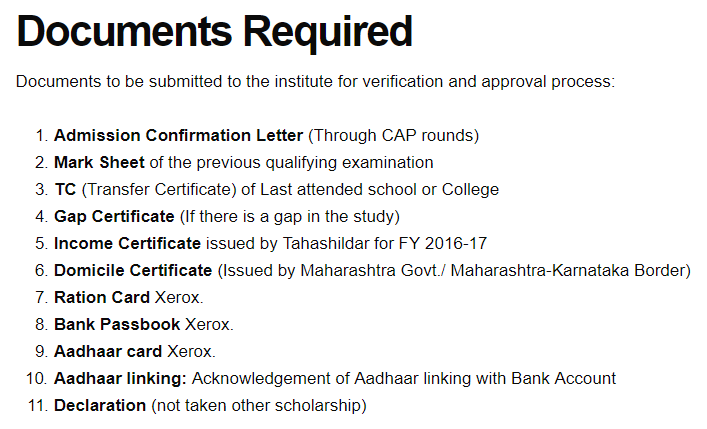 Documents Required
Documents to be submitted to the institute for verification and approval process:
1. Admission Confirmation Letter (Through CAP rounds)
2. Mark Sheet of the previous qualifying examination
3. TC (Transfer Certificate) of Last attended school or College
4. Gap Certificate (If there is a gap in the study)
5. Income Certificate issued by Tahashildar for FY 2016-17
6. Domicile Certificate (Issued by Maharashtra Govt./ Maharashtra-Karnataka Border)
7. Ration Card Xerox.
8. Bank Passbook Xerox.
9. Aadhaar card Xerox.
10. Aadhaar linking: Acknowledgement of Aadhaar linking with Bank Account
11. Declaration (not taken other scholarship)